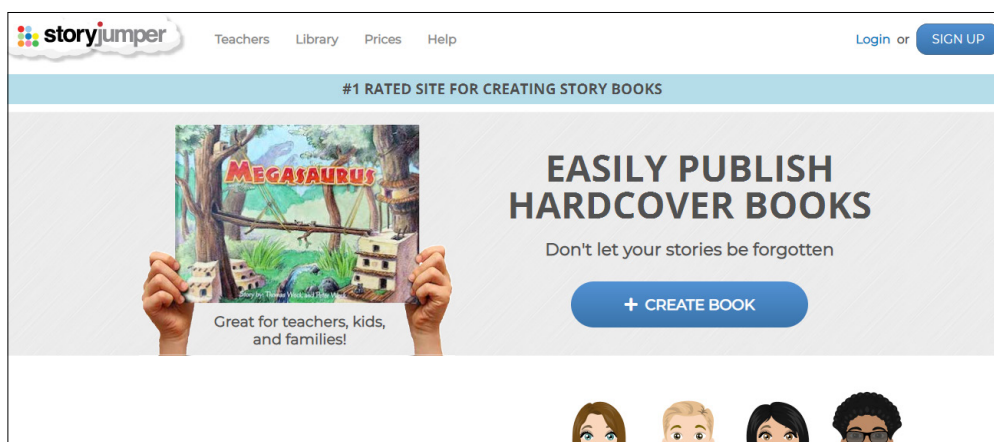 storyjumper
Teachers Library Prices Help
Login or SIGN UP
#1 RATED SITE FOR CREATING STORY BOOKS
MEGASAURUS
Great for teachers, kids,
and families!
EASILY PUBLISH
HARDCOVER BOOKS
Don't let your stories be forgotten
+ CREATE BOOK